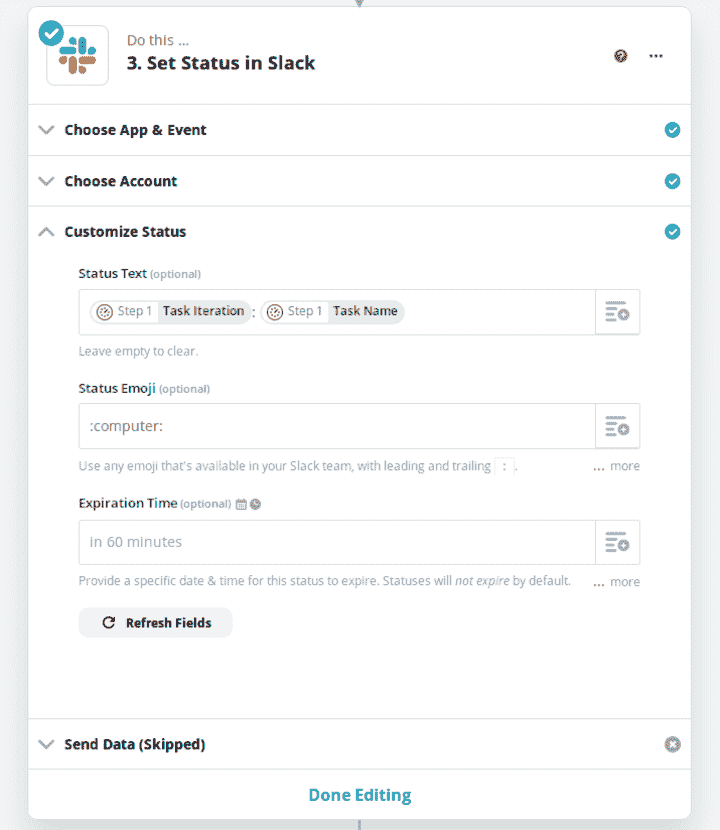 Do this ...
3. Set Status in Slack
Choose App & Event
Choose Account
Customize Status
Status Text (optional)
Step 1 Task Iteration : Step 1 Task Name
Leave empty to clear.
Status Emoji (optional)
:computer:
Use any emoji that's available in your Slack team, with leading and trailing : . ... more
Expiration Time (optional)
in 60 minutes
Provide a specific date & time for this status to expire. Statuses will not expire by default. ... more
Refresh Fields
Send Data (Skipped)
Done Editing